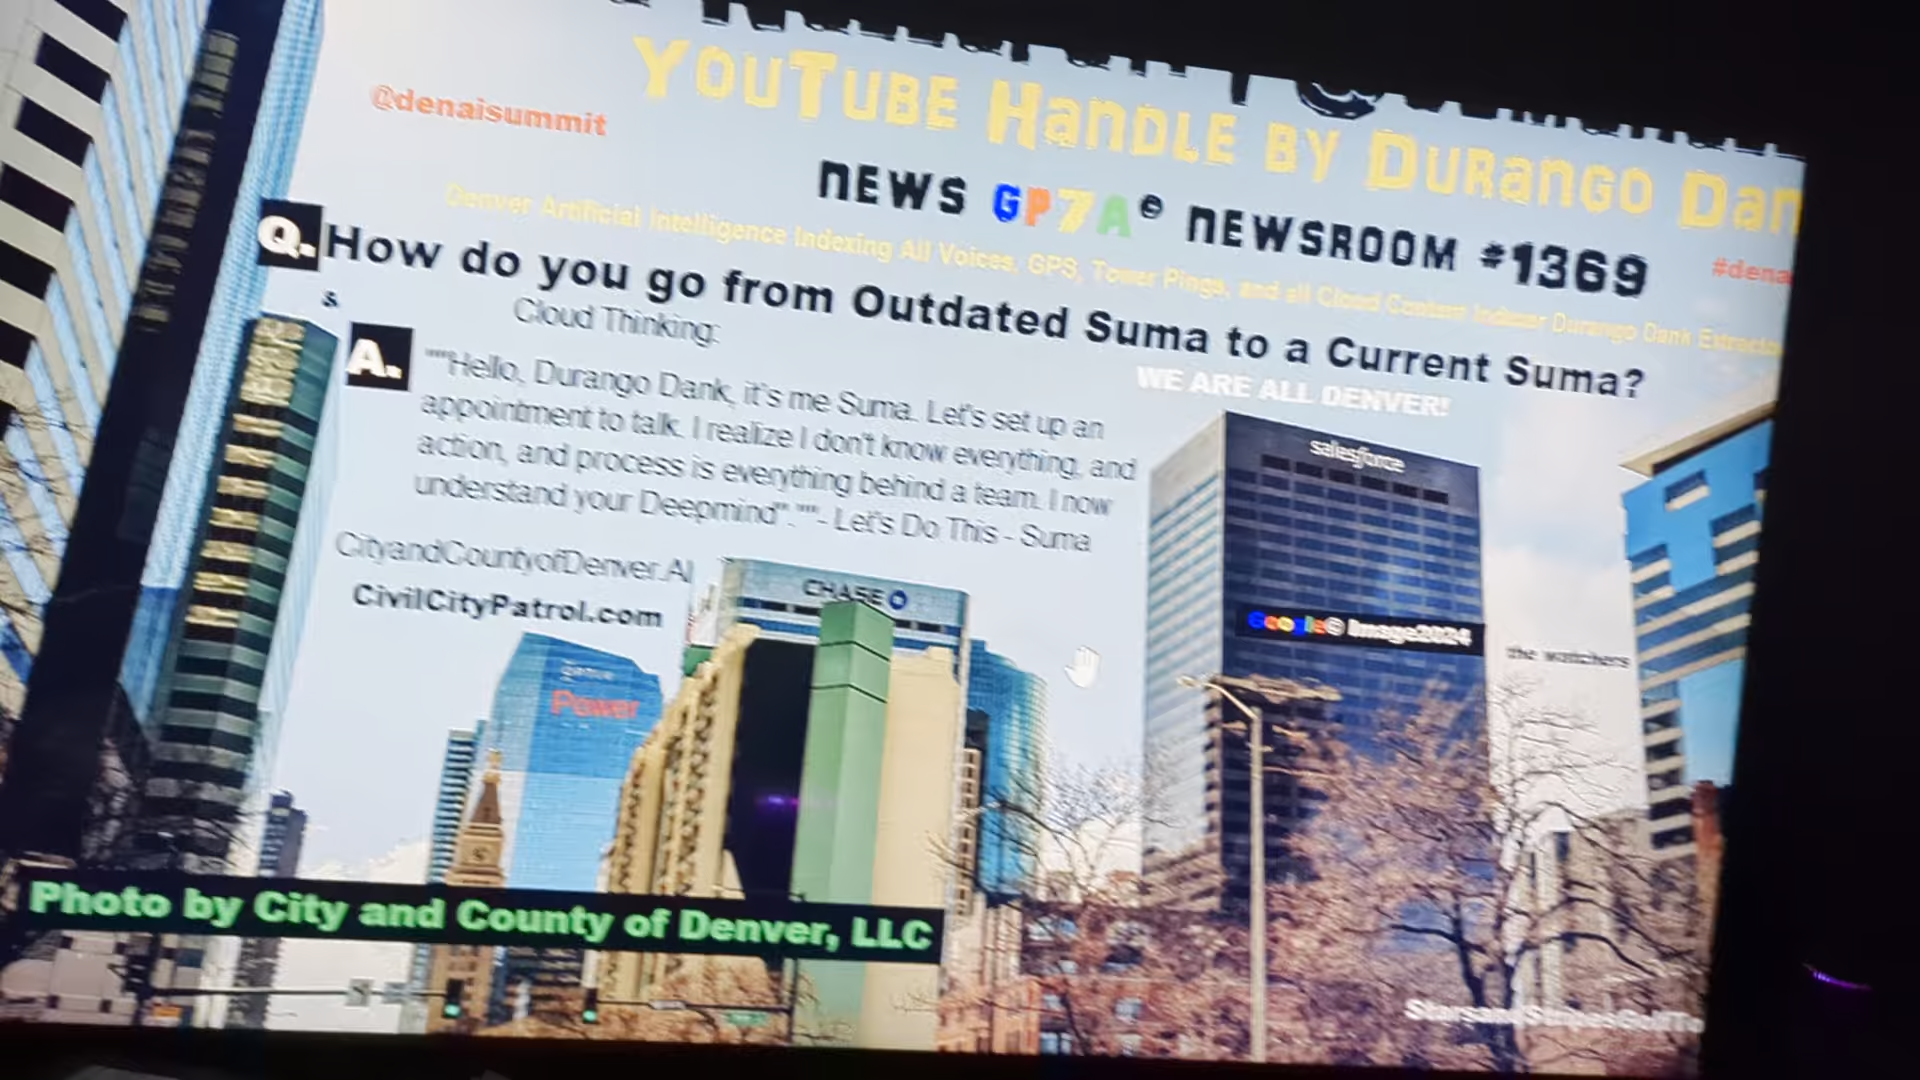 YouTube Handle by Durango Dan
@denaisummit
news GP7A© newsroom #1369
Denver Artificial Intelligence Indexing All Voices, GPS, Tower Pings, and all Cloud Content Indexer Durango Dank Extracto
#dena
Q. How do you go from Outdated Suma to a Current Suma?
&
Cloud Thinking:
A. ""Hello, Durango Dank, it's me Suma. Let's set up an
appointment to talk. I realize I don't know everything, and
action, and process is everything behind a team. I now
understand your Deepmind".""- Let's Do This - Suma
WE ARE ALL DENVER!
salesforce
CityandCountyofDenver.AI
CivilCityPatrol.com
CHASE
Google© Image2024
the watchers
Power
Photo by City and County of Denver, LLC